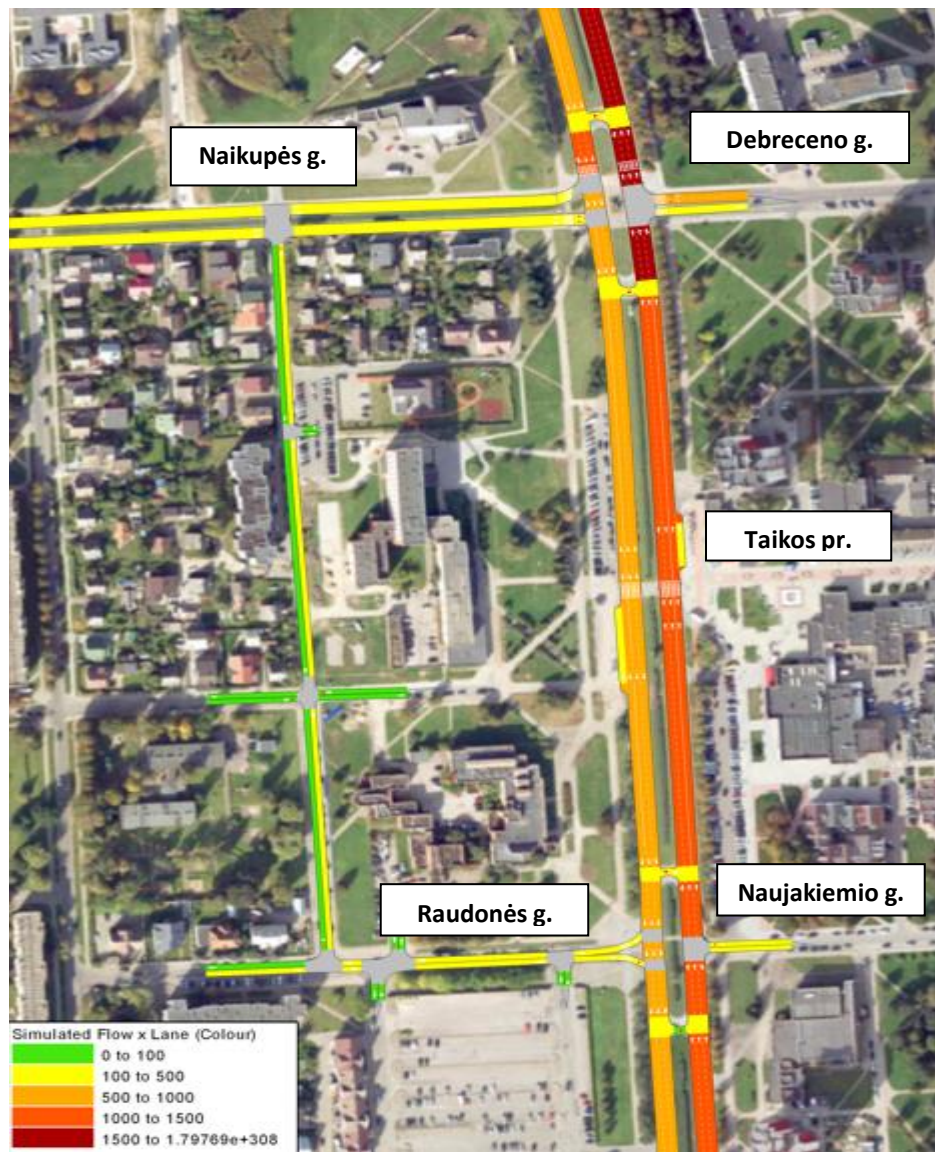 Debreceno g.
Naikupės g.
Taikos pr.
Naujakiemio g.
Raudonės g.
Simulated Flow x Lane (Colour)
0 to 100
100 to 500
500 to 1000
1000 to 1500
1500 to 1.79769e+308